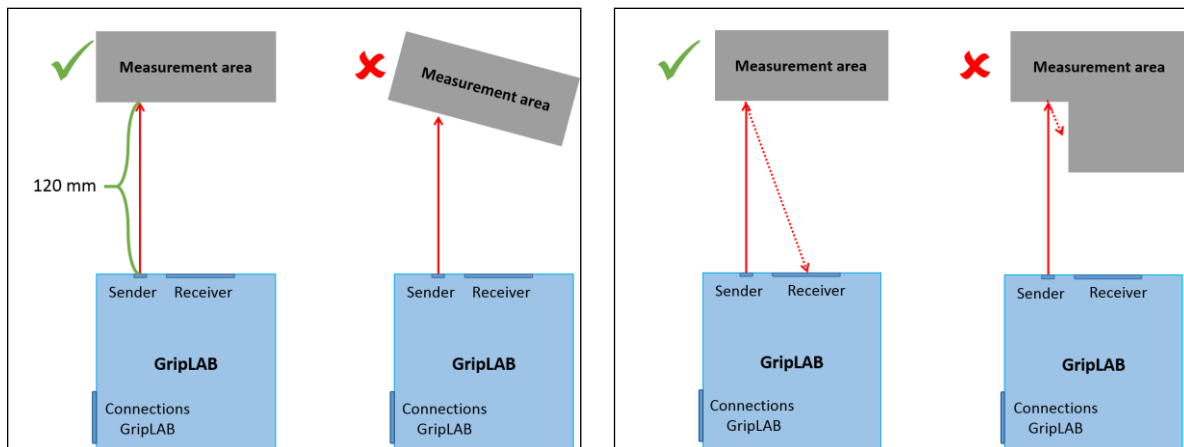 Measurement area
Measurement area
120 mm
Sender
Receiver
Sender
Receiver
GripLAB
GripLAB
Connections
GripLAB
Connections
GripLAB
Measurement area
Measurement area
Sender
Receiver
Sender
Receiver
GripLAB
GripLAB
Connections
GripLAB
Connections
GripLAB